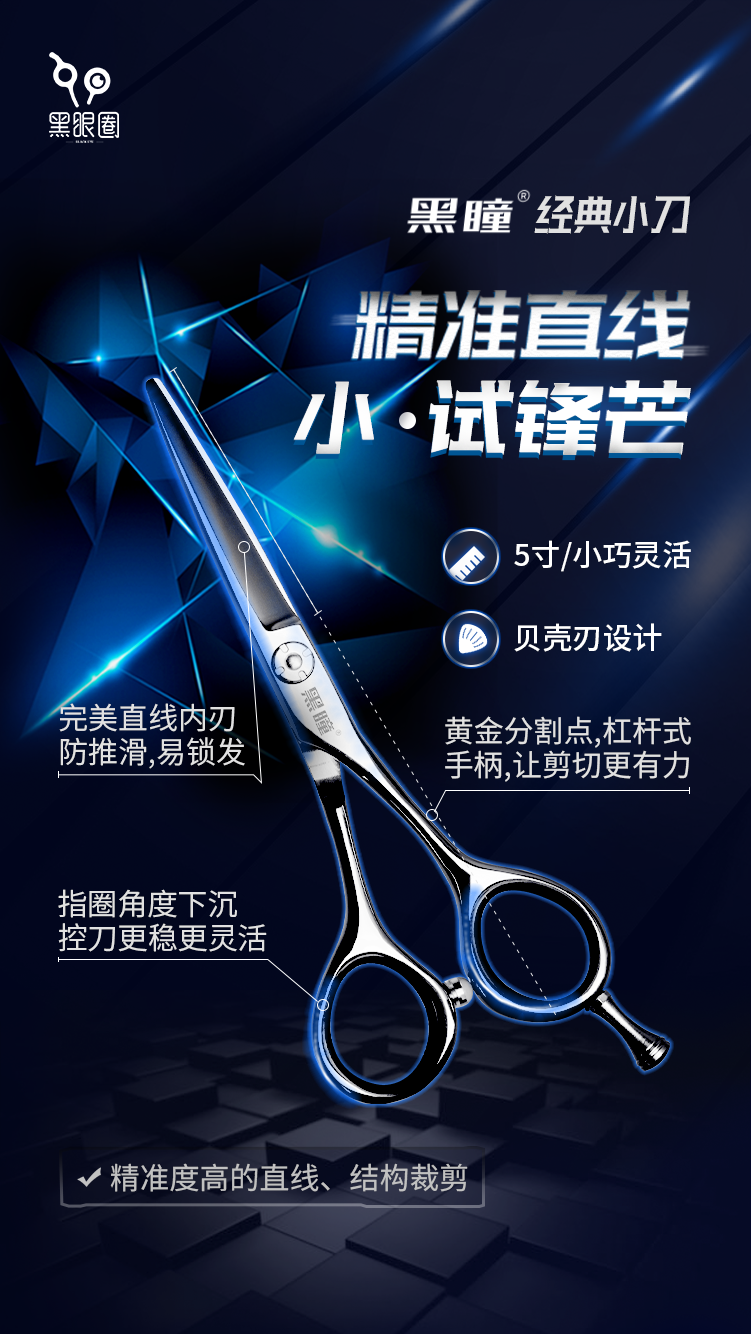 黑眼圈
黑瞳®经典小刀
精准直线
小·试锋芒
5寸/小巧灵活
贝壳刃设计
黑瞳®
完美直线内刃
防推滑,易锁发
黄金分割点,杠杆式
手柄,让剪切更有力
指圈角度下沉
控刀更稳更灵活
精准度高的直线、结构裁剪